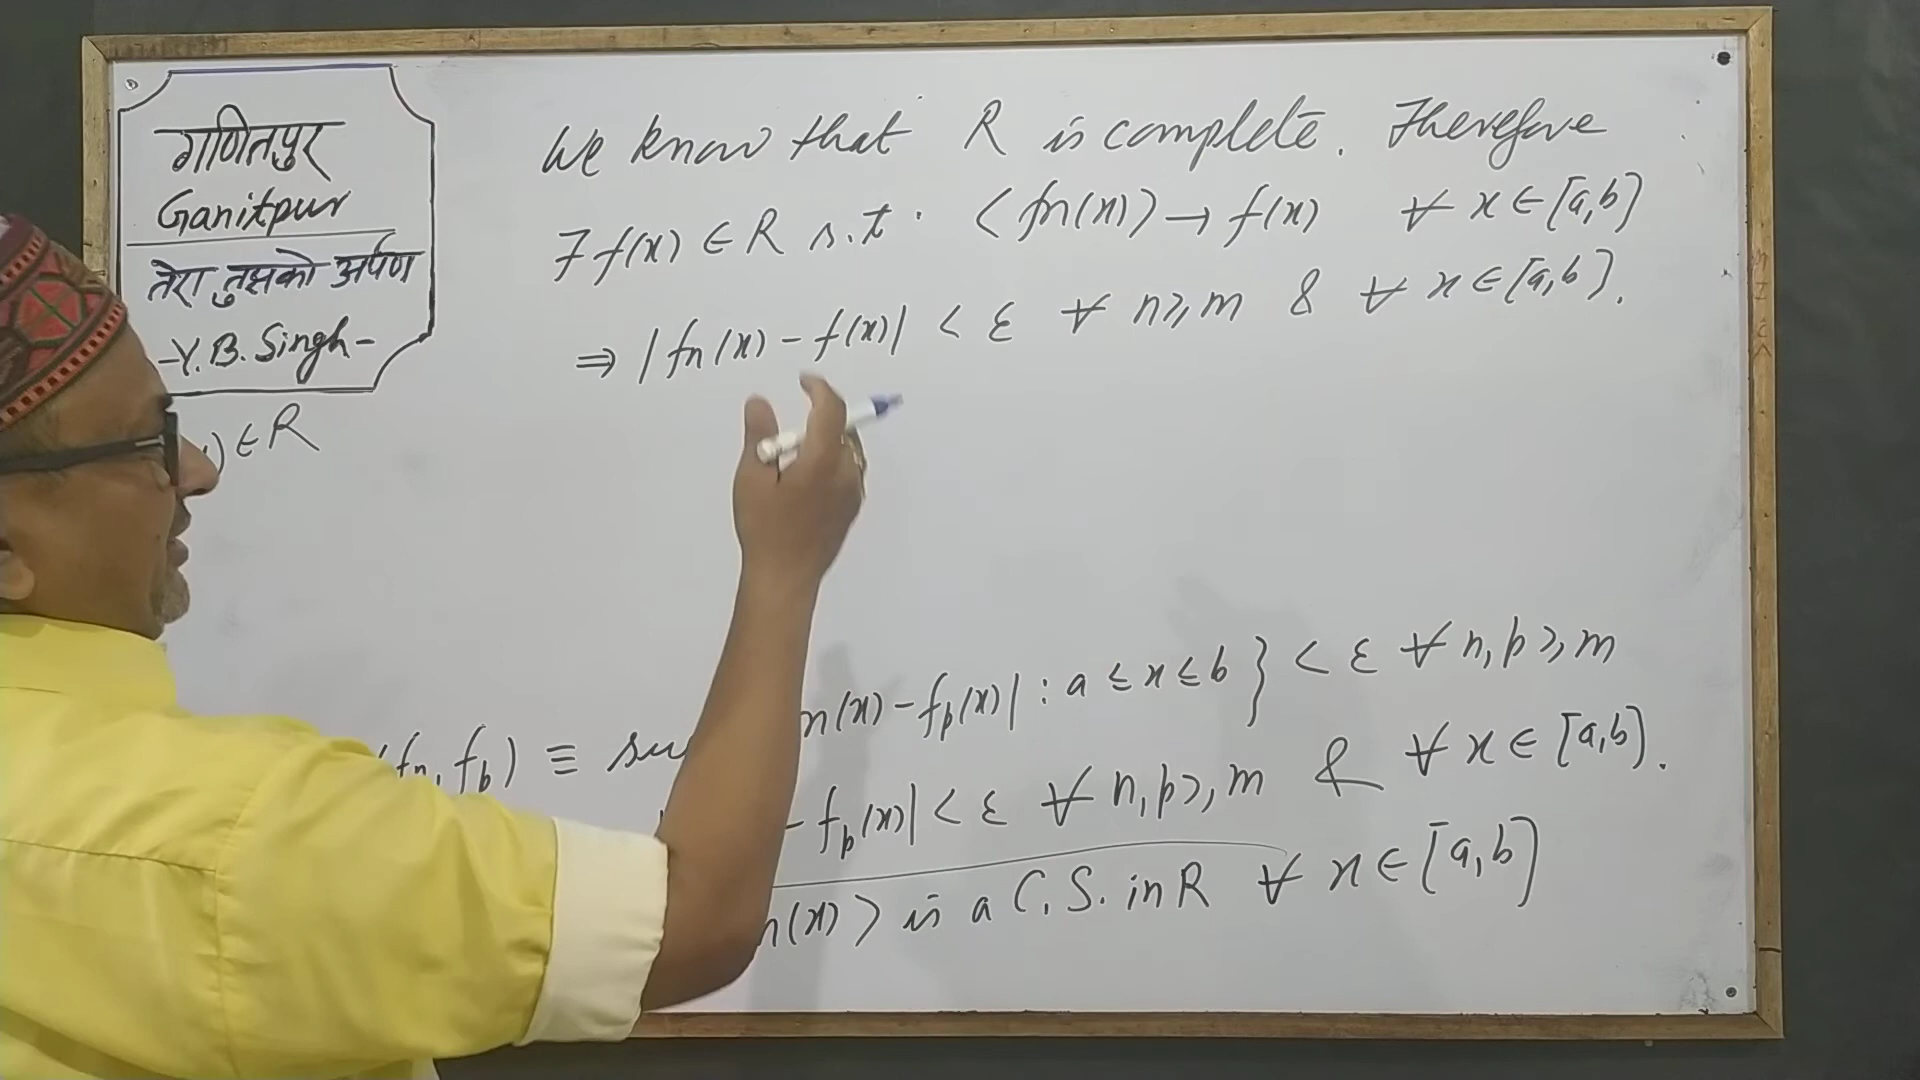 गणितपुर
Ganitpur
तेरा तुझको अर्पण
-Y. B. Singh-
) ∈ R
We know that R is complete. Therefore
∃ f(x) ∈ R s.t. <fn(x)> → f(x) ∀ x ∈ [a,b]
⇒ |fn(x) - f(x)| < ε ∀ n ≥ m & ∀ x ∈ [a,b].
(fn, fp) ≡ su n(x) - fp(x)| : a ≤ x ≤ b } < ε ∀ n, p ≥ m
- fp(x)| < ε ∀ n, p ≥ m & ∀ x ∈ [a,b].
n(x) > is a C.S. in R ∀ x ∈ [a,b]